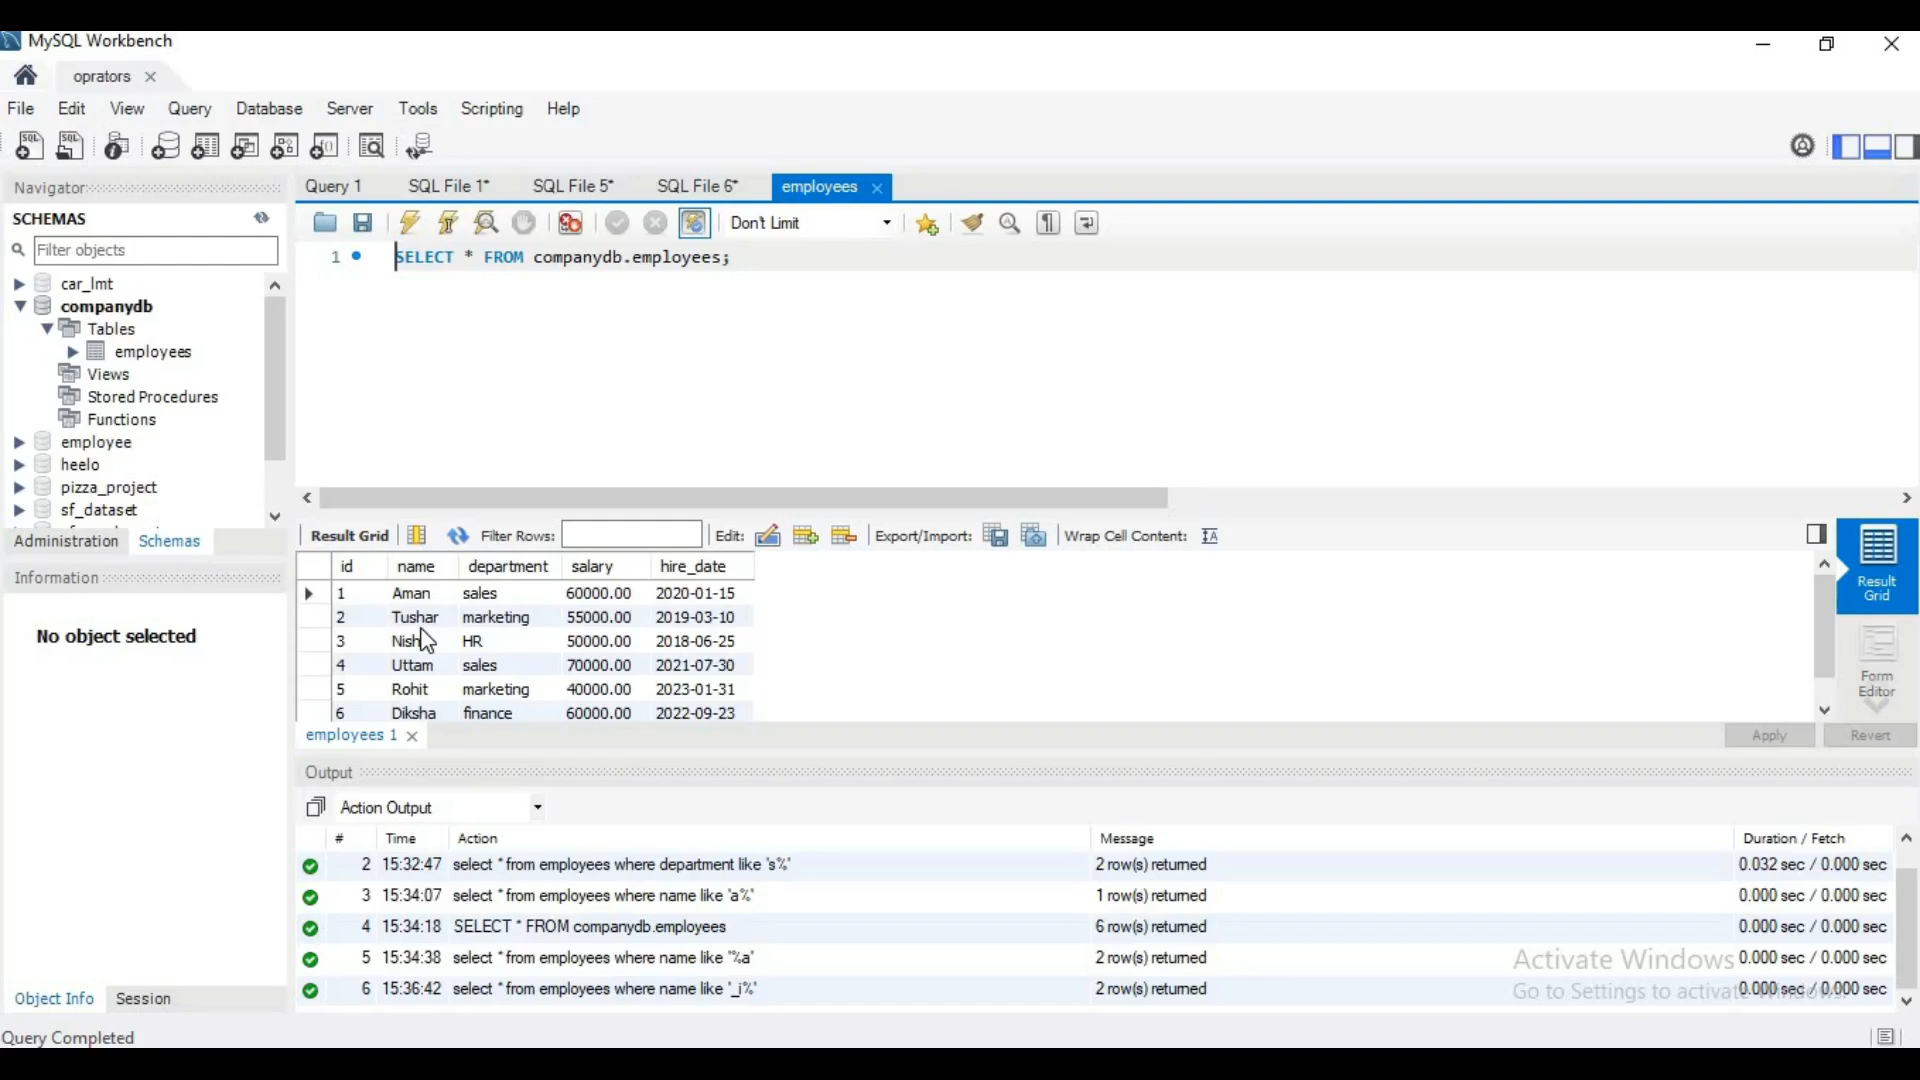 MySQL Workbench
oprators
File Edit View Query Database Server Tools Scripting Help
Navigator
SCHEMAS
Filter objects
car_lmt
companydb
Tables
employees
Views
Stored Procedures
Functions
employee
heelo
pizza_project
sf_dataset
Administration Schemas
Information
No object selected
Object Info Session
Query Completed
Query 1 SQL File 1* SQL File 5* SQL File 6* employees
Don't Limit
1 SELECT * FROM companydb.employees;
Result Grid Filter Rows: Edit: Export/Import: Wrap Cell Content:
id name department salary hire_date
1 Aman sales 60000.00 2020-01-15
2 Tushar marketing 55000.00 2019-03-10
3 Nish HR 50000.00 2018-06-25
4 Uttam sales 70000.00 2021-07-30
5 Rohit marketing 40000.00 2023-01-31
6 Diksha finance 60000.00 2022-09-23
Result
Grid
Form
Editor
employees 1 Apply Revert
Output
Action Output
# Time Action Message Duration / Fetch
2 15:32:47 select * from employees where department like 's%' 2 row(s) returned 0.032 sec / 0.000 sec
3 15:34:07 select * from employees where name like 'a%' 1 row(s) returned 0.000 sec / 0.000 sec
4 15:34:18 SELECT * FROM companydb.employees 6 row(s) returned 0.000 sec / 0.000 sec
5 15:34:38 select * from employees where name like '%a' 2 row(s) returned 0.000 sec / 0.000 sec
6 15:36:42 select * from employees where name like '_i%' 2 row(s) returned 0.000 sec / 0.000 sec
Activate Windows
Go to Settings to activate Windows.